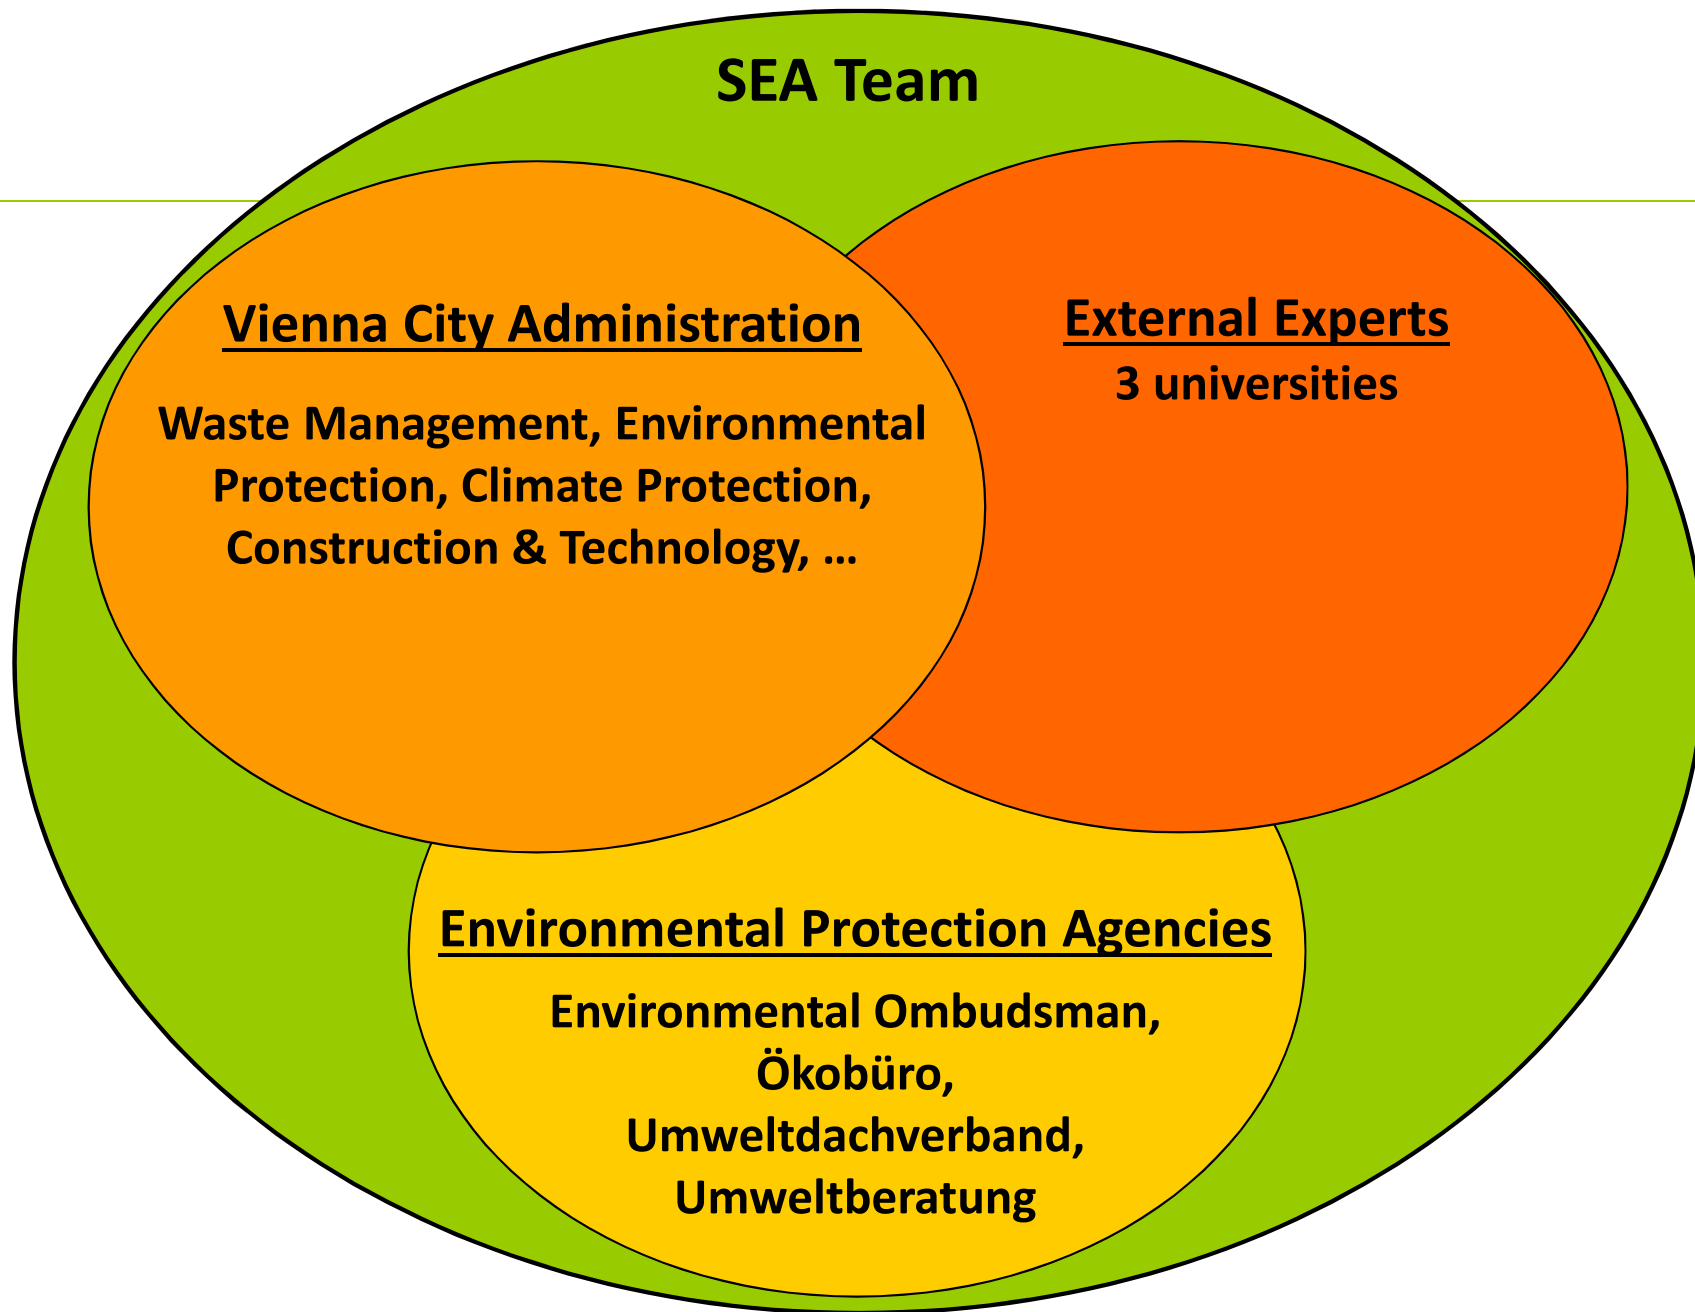 SEA Team
Vienna City Administration
Waste Management, Environmental
Protection, Climate Protection,
Construction & Technology, …
External Experts
3 universities
Environmental Protection Agencies
Environmental Ombudsman,
Ökobüro,
Umweltdachverband,
Umweltberatung